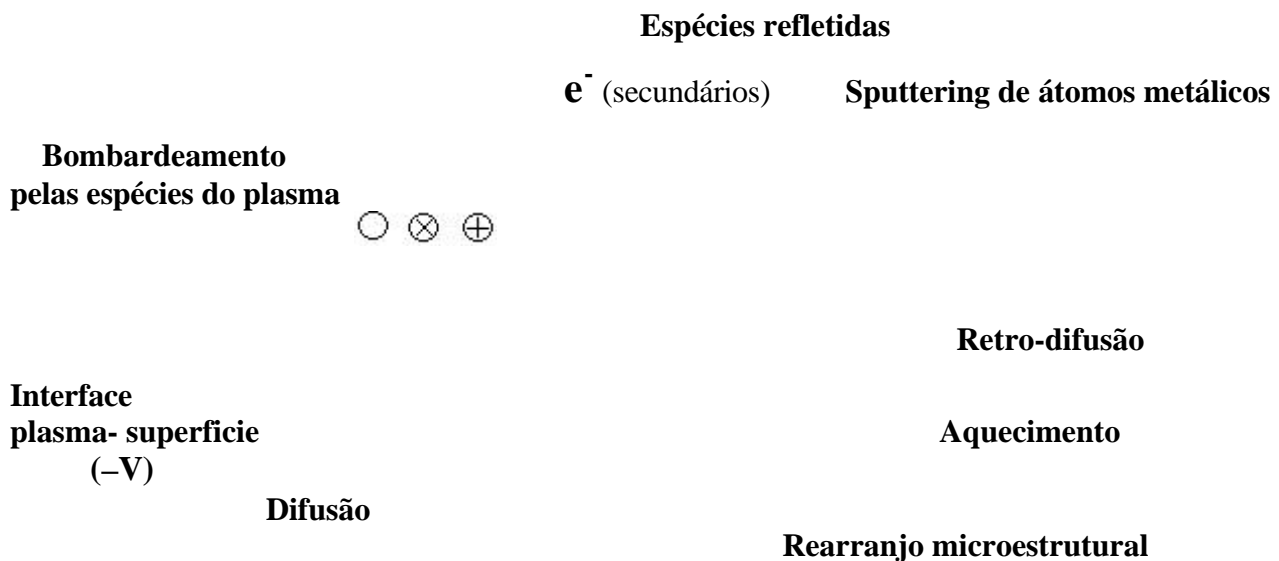 Espécies refletidas
e- (secundários) Sputtering de átomos metálicos
Bombardeamento
pelas espécies do plasma
Retro-difusão
Interface
plasma- superficie Aquecimento
(–V)
Difusão
Rearranjo microestrutural